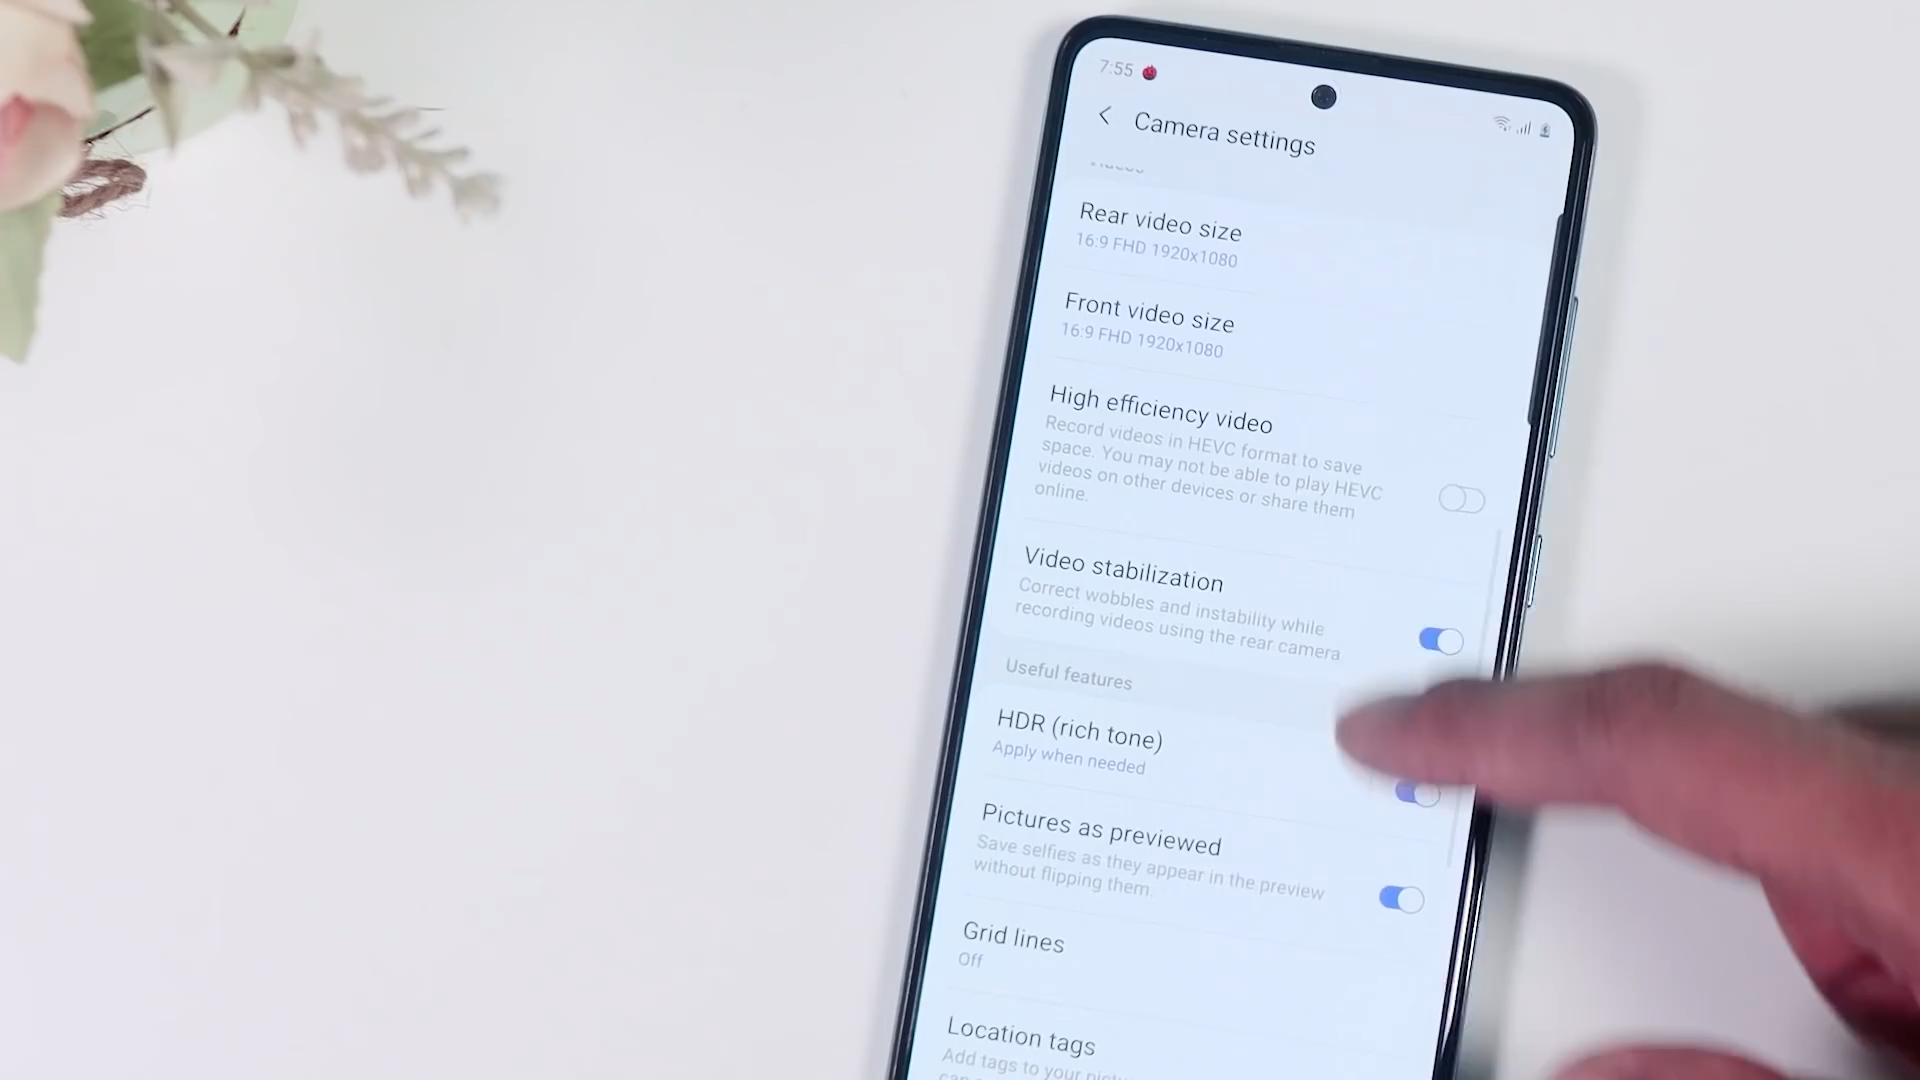 7:55
Camera settings
Rear video size
16:9 FHD 1920x1080
Front video size
16:9 FHD 1920x1080
High efficiency video
Record videos in HEVC format to save
space. You may not be able to play HEVC
videos on other devices or share them
online.
Video stabilization
Correct wobbles and instability while
recording videos using the rear camera
Useful features
HDR (rich tone)
Apply when needed
Pictures as previewed
Save selfies as they appear in the preview
without flipping them.
Grid lines
Off
Location tags
Add tags to your